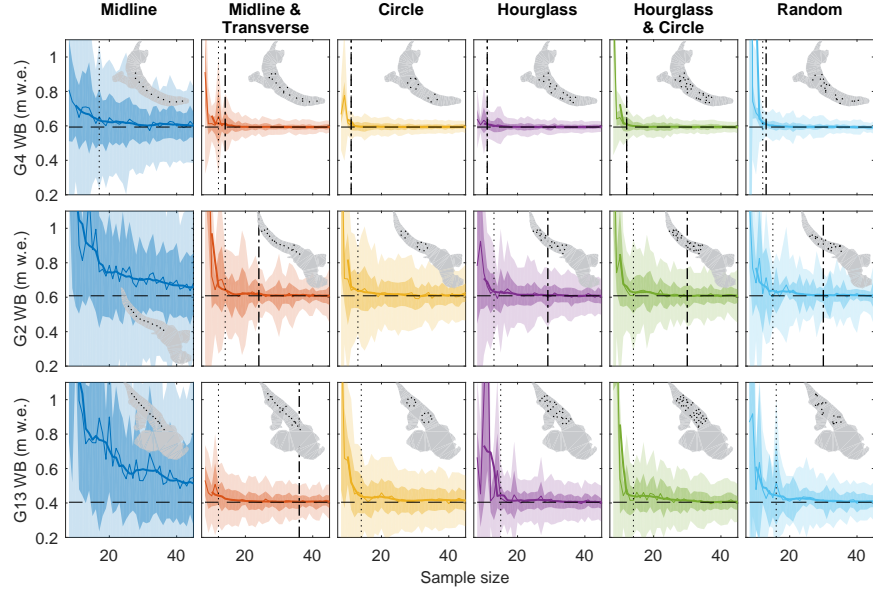 Midline
Midline &
Transverse
Circle
Hourglass
Hourglass
& Circle
Random
G4 WB (m w.e.)
1
0.8
0.6
0.4
0.2
G2 WB (m w.e.)
1
0.8
0.6
0.4
0.2
G13 WB (m w.e.)
1
0.8
0.6
0.4
0.2
20 40 20 40 20 40 20 40 20 40 20 40
Sample size